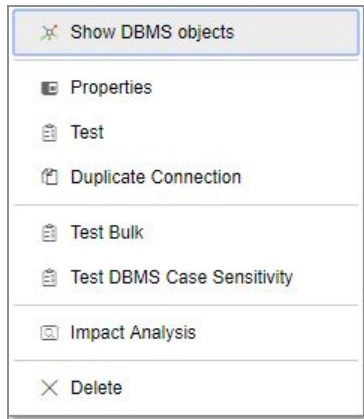 Show DBMS objects
Properties
Test
Duplicate Connection
Test Bulk
Test DBMS Case Sensitivity
Impact Analysis
Delete